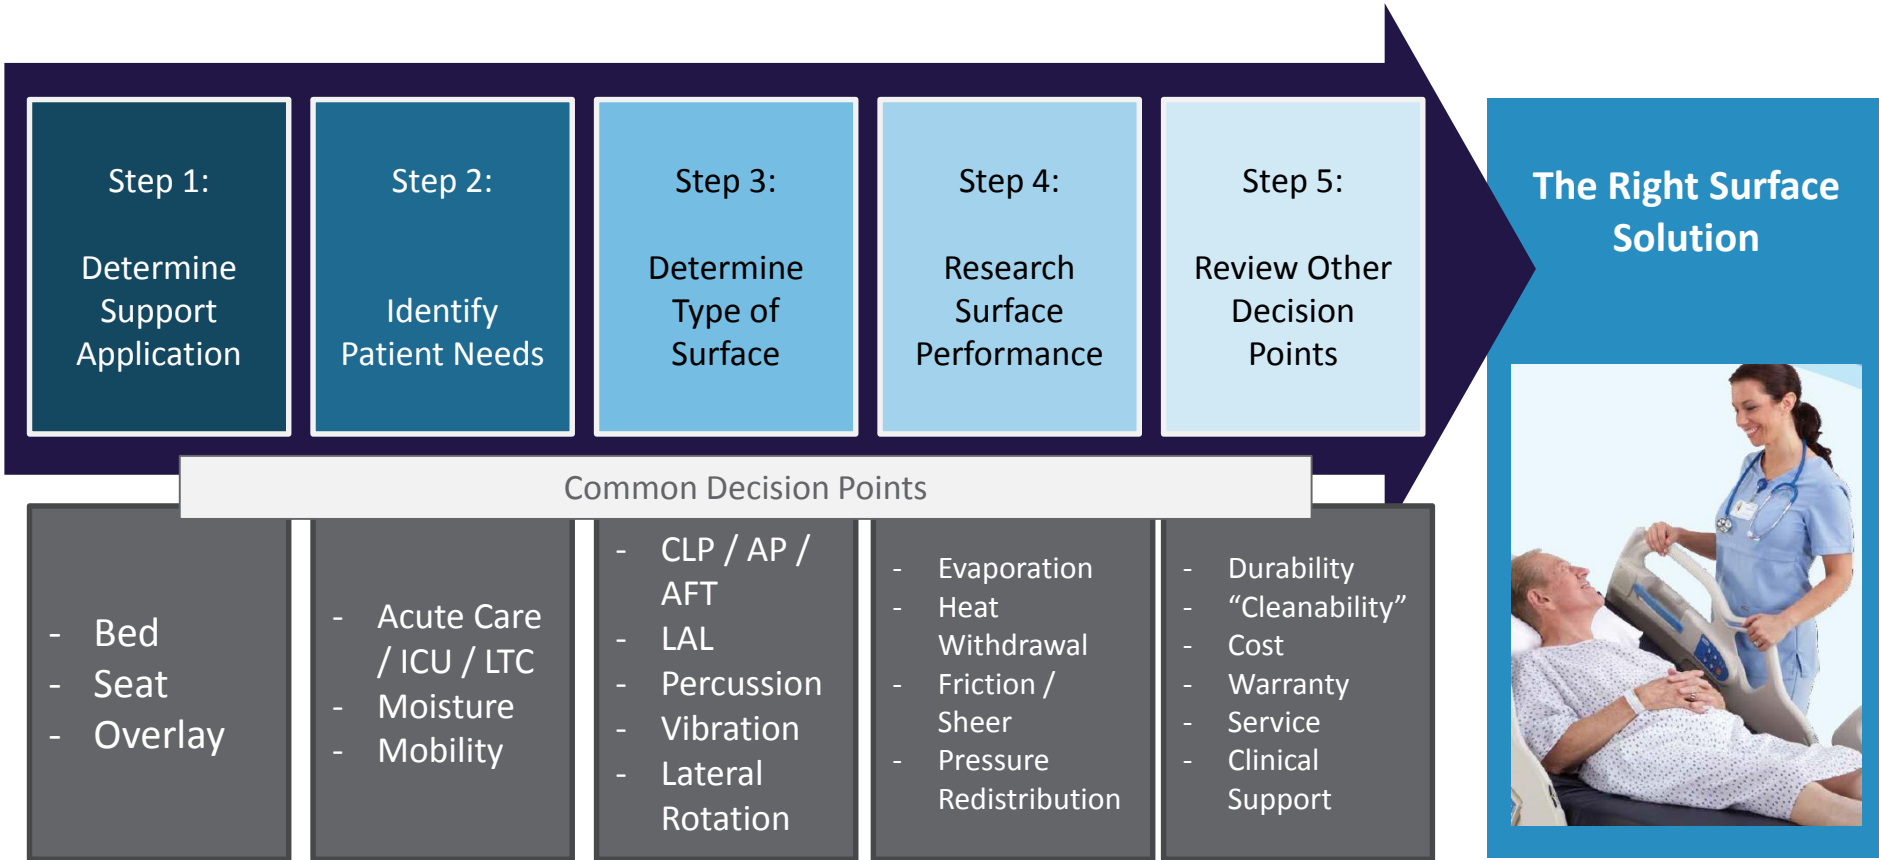 Step 1:
Determine
Support
Application
Step 2:
Identify
Patient Needs
Step 3:
Determine
Type of
Surface
Step 4:
Research
Surface
Performance
Step 5:
Review Other
Decision
Points
The Right Surface
Solution
Common Decision Points
- Bed
- Seat
- Overlay
- Acute Care
/ ICU / LTC
- Moisture
- Mobility
- CLP / AP /
AFT
- LAL
- Percussion
- Vibration
- Lateral
Rotation
- Evaporation
- Heat
Withdrawal
- Friction /
Sheer
- Pressure
Redistribution
- Durability
- “Cleanability”
- Cost
- Warranty
- Service
- Clinical
Support